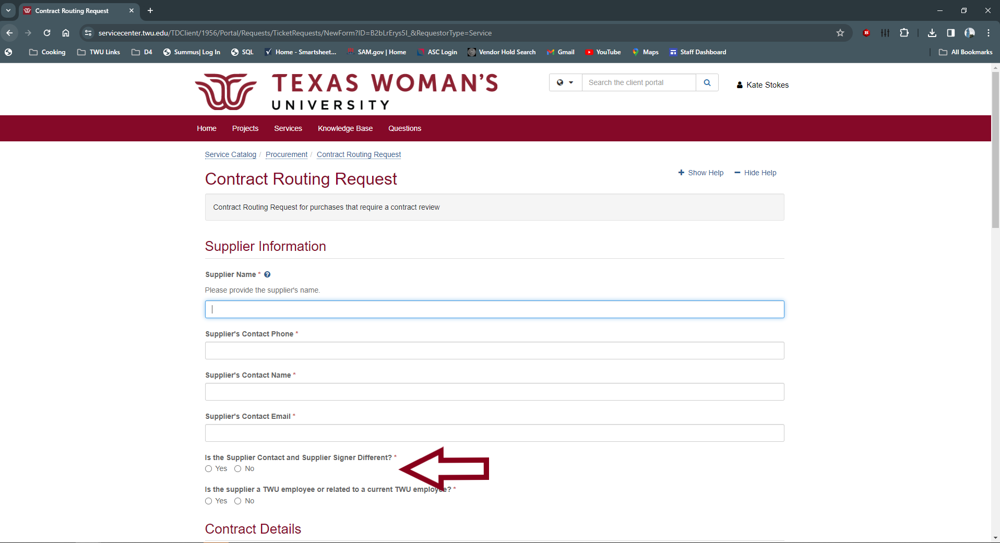 Contract Routing Request
servicecenter.twu.edu/TDClient/1956/Portal/Requests/TicketRequests/NewForm?ID=B2bLrErys5I_&RequestorType=Service
Cooking TWU Links D4 Summus| Log In SQL Home - Smartsheet... SAM.gov | Home ASC Login Vendor Hold Search Gmail YouTube Maps Staff Dashboard All Bookmarks
TEXAS WOMAN'S
UNIVERSITY
Search the client portal
Kate Stokes
Home Projects Services Knowledge Base Questions
Service Catalog / Procurement / Contract Routing Request
Contract Routing Request
+ Show Help − Hide Help
Contract Routing Request for purchases that require a contract review
Supplier Information
Supplier Name * ?
Please provide the supplier's name.
Supplier's Contact Phone *
Supplier's Contact Name *
Supplier's Contact Email *
Is the Supplier Contact and Supplier Signer Different? *
Yes No
Is the supplier a TWU employee or related to a current TWU employee? *
Yes No
Contract Details